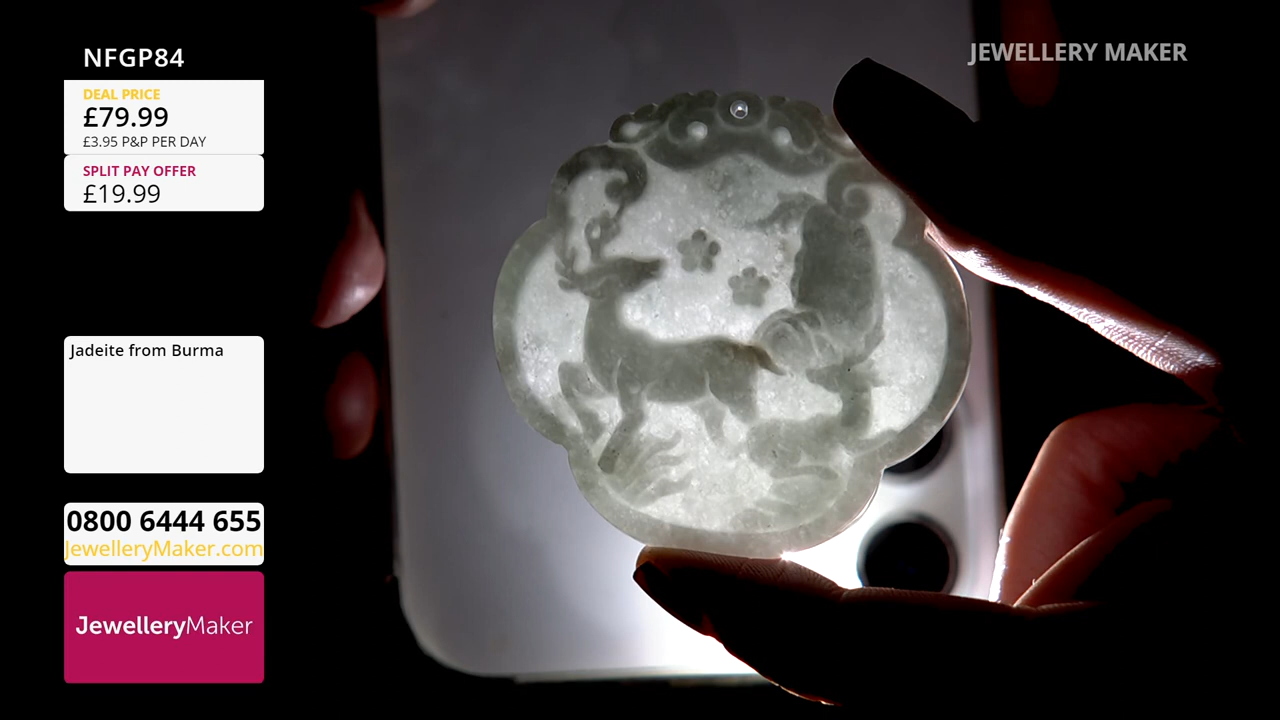 NFGP84
DEAL PRICE
£79.99
£3.95 P&P PER DAY
SPLIT PAY OFFER
£19.99
Jadeite from Burma
0800 6444 655
JewelleryMaker.com
JewelleryMaker
JEWELLERY MAKER